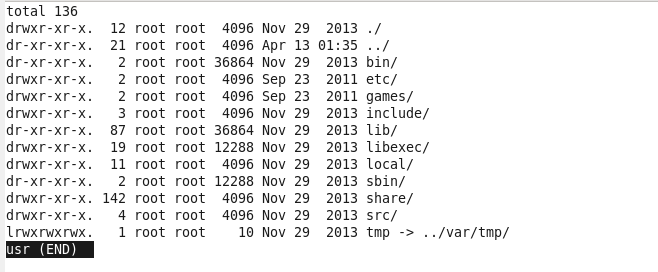 total 136
drwxr-xr-x.  12 root root  4096 Nov 29  2013 ./
dr-xr-xr-x.  21 root root  4096 Apr 13 01:35 ../
dr-xr-xr-x.   2 root root 36864 Nov 29  2013 bin/
drwxr-xr-x.   2 root root  4096 Sep 23  2011 etc/
drwxr-xr-x.   2 root root  4096 Sep 23  2011 games/
drwxr-xr-x.   3 root root  4096 Nov 29  2013 include/
dr-xr-xr-x.  87 root root 36864 Nov 29  2013 lib/
drwxr-xr-x.  19 root root 12288 Nov 29  2013 libexec/
drwxr-xr-x.  11 root root  4096 Nov 29  2013 local/
dr-xr-xr-x.   2 root root 12288 Nov 29  2013 sbin/
drwxr-xr-x. 142 root root  4096 Nov 29  2013 share/
drwxr-xr-x.   4 root root  4096 Nov 29  2013 src/
lrwxrwxrwx.   1 root root    10 Nov 29  2013 tmp -> ../var/tmp/
usr (END)